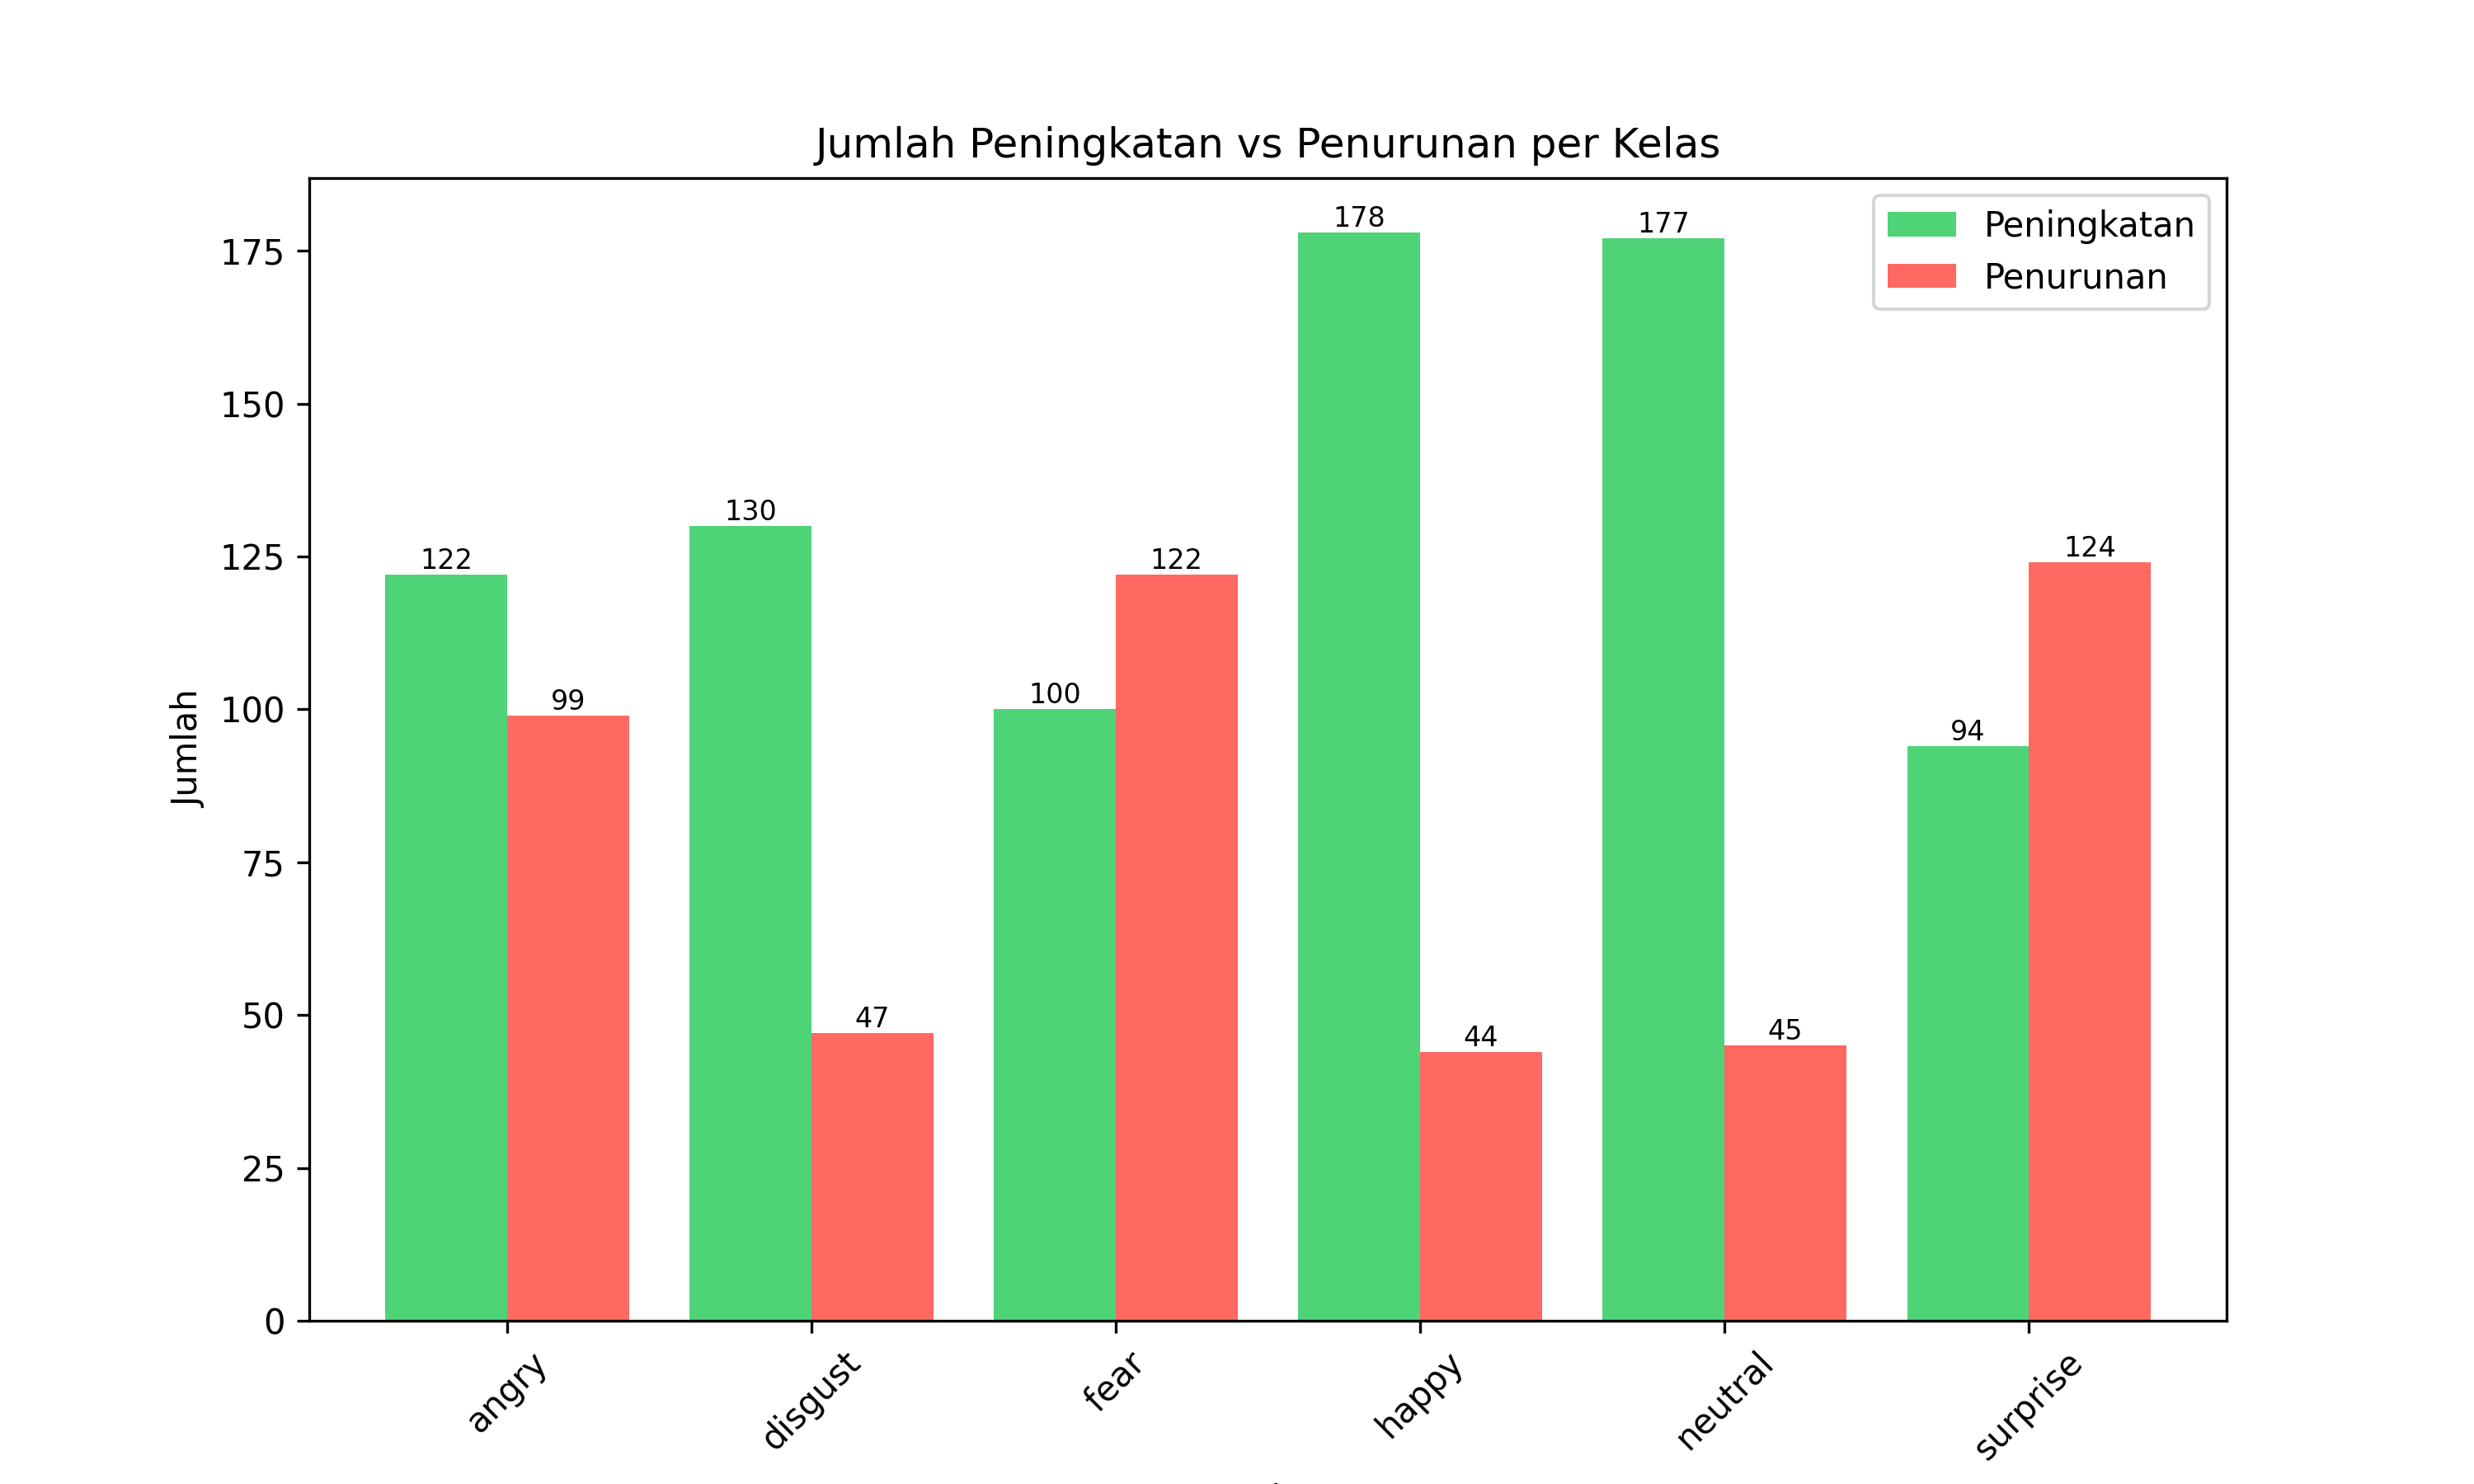 Jumlah Peningkatan vs Penurunan per Kelas
Peningkatan
Penurunan
Jumlah
175
150
125
100
75
50
25
0
122
99
130
47
100
122
178
44
177
45
94
124
angry
disgust
fear
happy
neutral
surprise